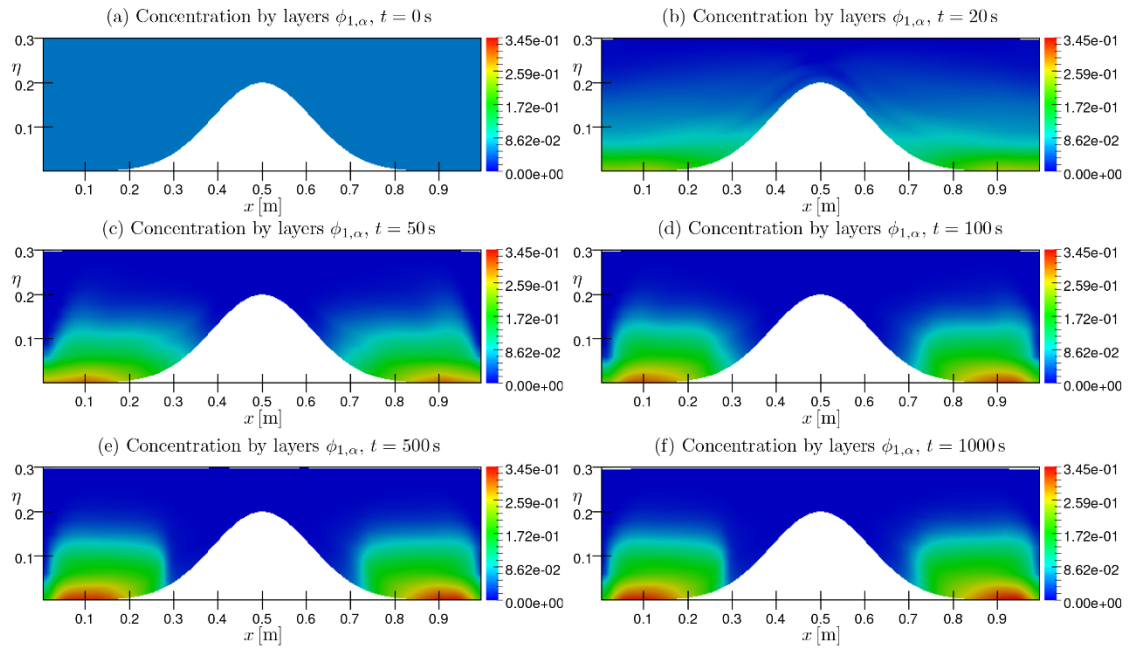 (a) Concentration by layers ϕ₁,α, t = 0 s
0.3
η
0.2
0.1
0.1 0.2 0.3 0.4 0.5 0.6 0.7 0.8 0.9
x [m]
3.45e-01
2.59e-01
1.72e-01
8.62e-02
0.00e+00
(b) Concentration by layers ϕ₁,α, t = 20 s
0.3
η
0.2
0.1
0.1 0.2 0.3 0.4 0.5 0.6 0.7 0.8 0.9
x [m]
3.45e-01
2.59e-01
1.72e-01
8.62e-02
0.00e+00
(c) Concentration by layers ϕ₁,α, t = 50 s
0.3
η
0.2
0.1
0.1 0.2 0.3 0.4 0.5 0.6 0.7 0.8 0.9
x [m]
3.45e-01
2.59e-01
1.72e-01
8.62e-02
0.00e+00
(d) Concentration by layers ϕ₁,α, t = 100 s
0.3
η
0.2
0.1
0.1 0.2 0.3 0.4 0.5 0.6 0.7 0.8 0.9
x [m]
3.45e-01
2.59e-01
1.72e-01
8.62e-02
0.00e+00
(e) Concentration by layers ϕ₁,α, t = 500 s
0.3
η
0.2
0.1
0.1 0.2 0.3 0.4 0.5 0.6 0.7 0.8 0.9
x [m]
3.45e-01
2.59e-01
1.72e-01
8.62e-02
0.00e+00
(f) Concentration by layers ϕ₁,α, t = 1000 s
0.3
η
0.2
0.1
0.1 0.2 0.3 0.4 0.5 0.6 0.7 0.8 0.9
x [m]
3.45e-01
2.59e-01
1.72e-01
8.62e-02
0.00e+00